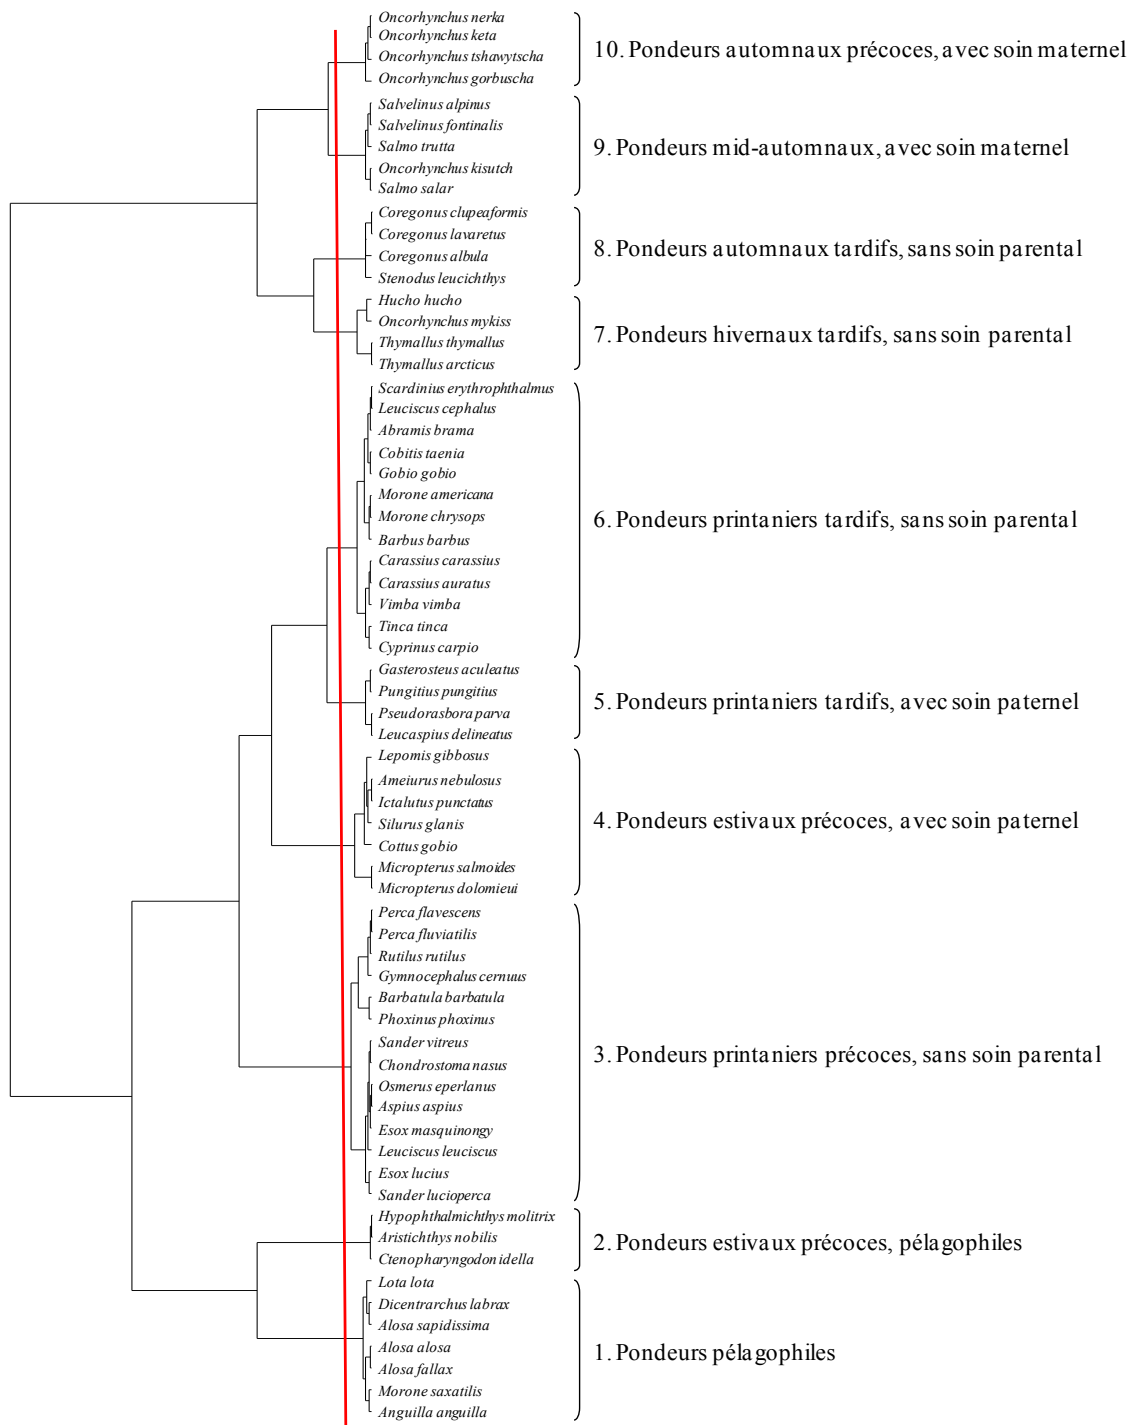 Oncorhynchus nerka
Oncorhynchus keta
Oncorhynchus tshawytscha
Oncorhynchus gorbuscha
10. Pondeurs automnaux précoces, avec soin maternel
Salvelinus alpinus
Salvelinus fontinalis
Salmo trutta
Oncorhynchus kisutch
Salmo salar
9. Pondeurs mid-automnaux, avec soin maternel
Coregonus clupeaformis
Coregonus lavaretus
Coregonus albula
Stenodus leucichthys
8. Pondeurs automnaux tardifs, sans soin parental
Hucho hucho
Oncorhynchus mykiss
Thymallus thymallus
Thymallus arcticus
7. Pondeurs hivernaux tardifs, sans soin parental
Scardinius erythrophthalmus
Leuciscus cephalus
Abramis brama
Cobitis taenia
Gobio gobio
Morone americana
Morone chrysops
Barbus barbus
Carassius carassius
Carassius auratus
Vimba vimba
Tinca tinca
Cyprinus carpio
6. Pondeurs printaniers tardifs, sans soin parental
Gasterosteus aculeatus
Pungitius pungitius
Pseudorasbora parva
Leucaspius delineatus
5. Pondeurs printaniers tardifs, avec soin paternel
Lepomis gibbosus
Ameiurus nebulosus
Ictalutus punctatus
Silurus glanis
Cottus gobio
Micropterus salmoides
Micropterus dolomieui
4. Pondeurs estivaux précoces, avec soin paternel
Perca flavescens
Perca fluviatilis
Rutilus rutilus
Gymnocephalus cernuus
Barbatula barbatula
Phoxinus phoxinus
Sander vitreus
Chondrostoma nasus
Osmerus eperlanus
Aspius aspius
Esox masquinongy
Leuciscus leuciscus
Esox lucius
Sander lucioperca
3. Pondeurs printaniers précoces, sans soin parental
Hypophthalmichthys molitrix
Aristichthys nobilis
Ctenopharyngodon idella
2. Pondeurs estivaux précoces, pélagophiles
Lota lota
Dicentrarchus labrax
Alosa sapidissima
Alosa alosa
Alosa fallax
Morone saxatilis
Anguilla anguilla
1. Pondeurs pélagophiles